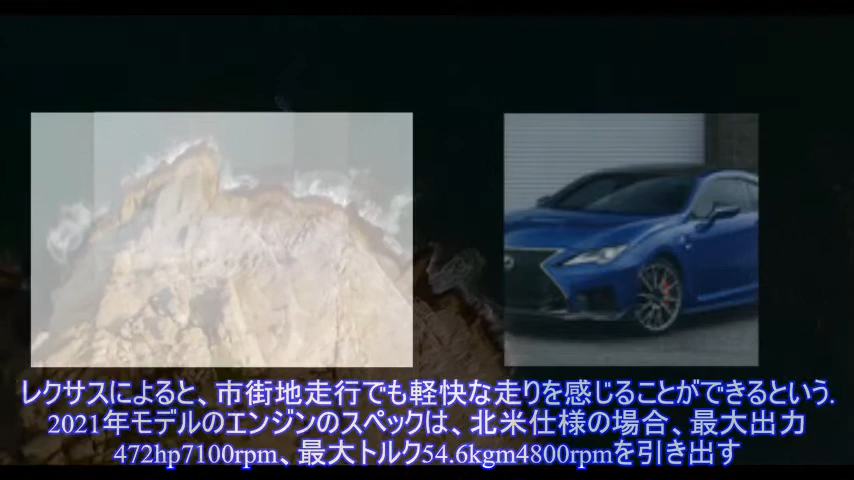 レクサスによると、市街地走行でも軽快な走りを感じることができるという.
2021年モデルのエンジンのスペックは、北米仕様の場合、最大出力
472hp7100rpm、最大トルク54.6kgm4800rpmを引き出す